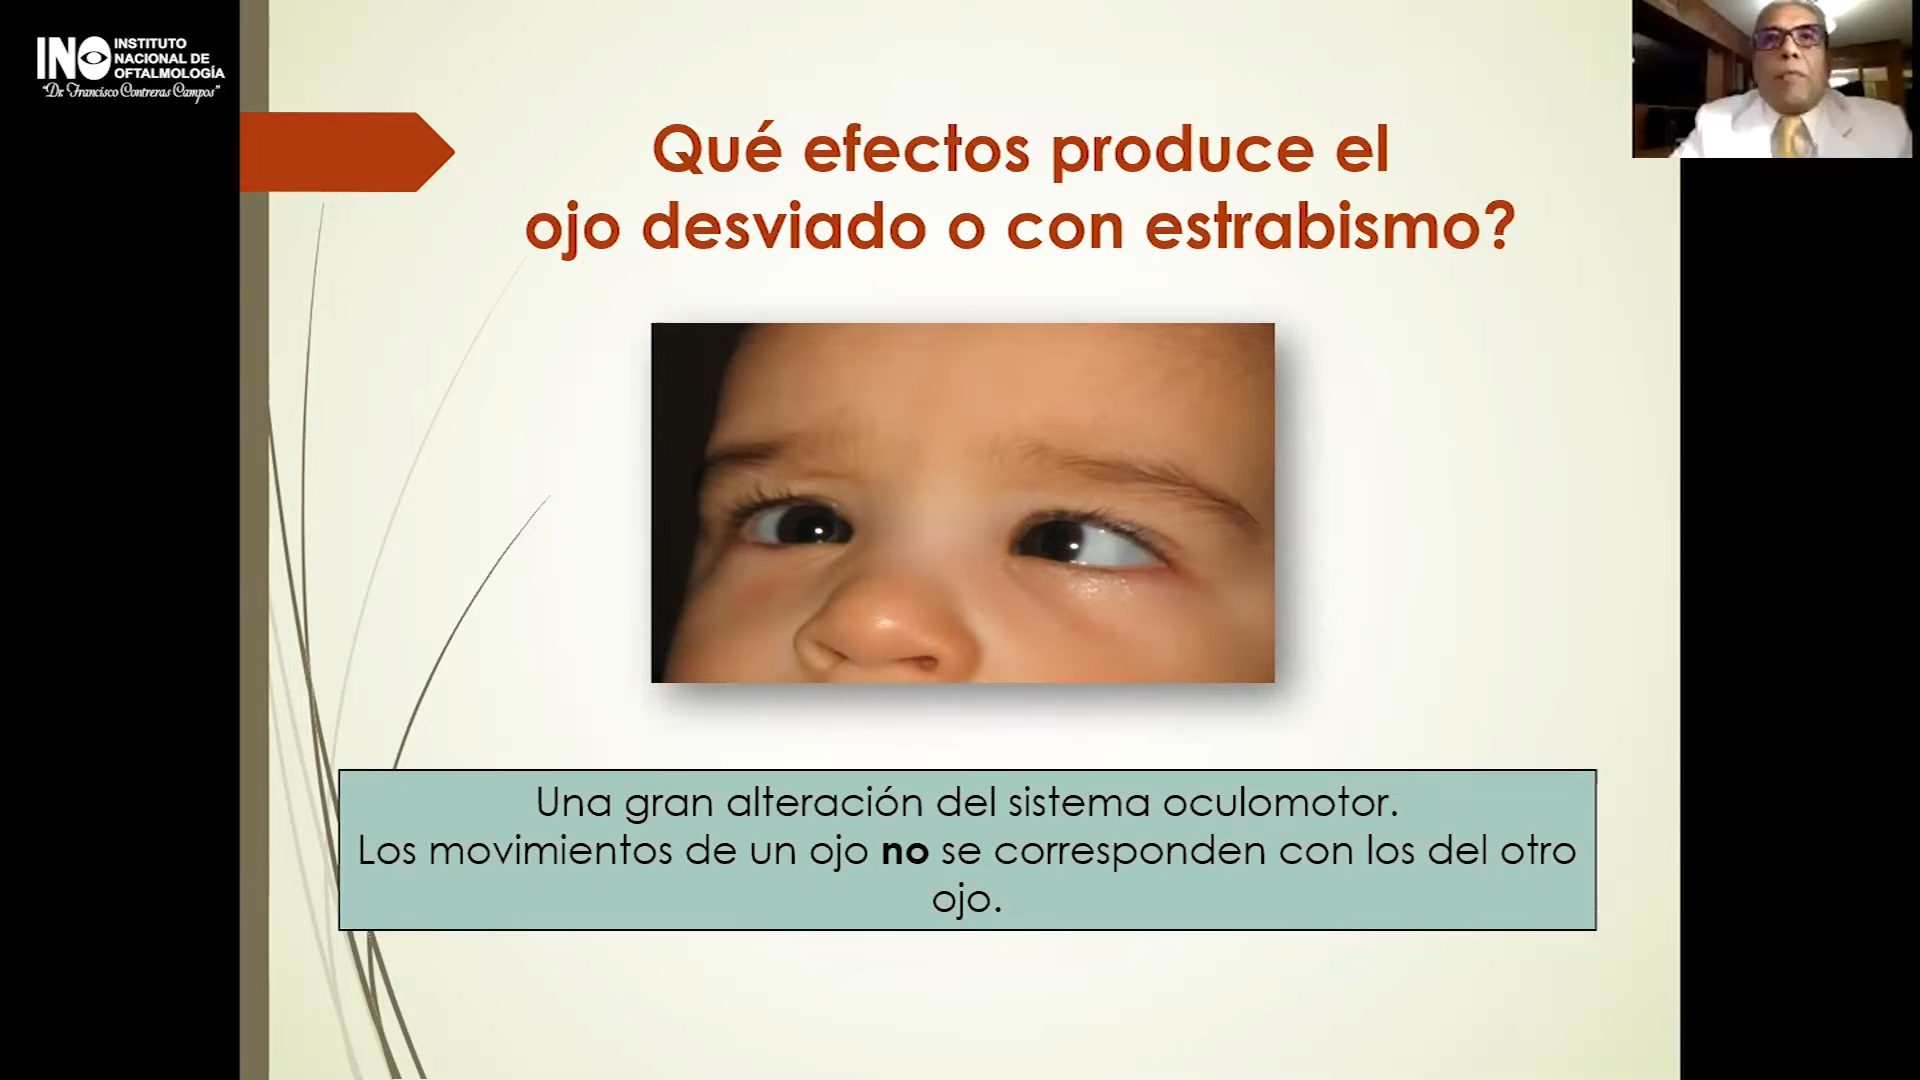 INO INSTITUTO
NACIONAL DE
OFTALMOLOGÍA
"Dr. Francisco Contreras Campos"
Qué efectos produce el
ojo desviado o con estrabismo?
Una gran alteración del sistema oculomotor.
Los movimientos de un ojo no se corresponden con los del otro
ojo.